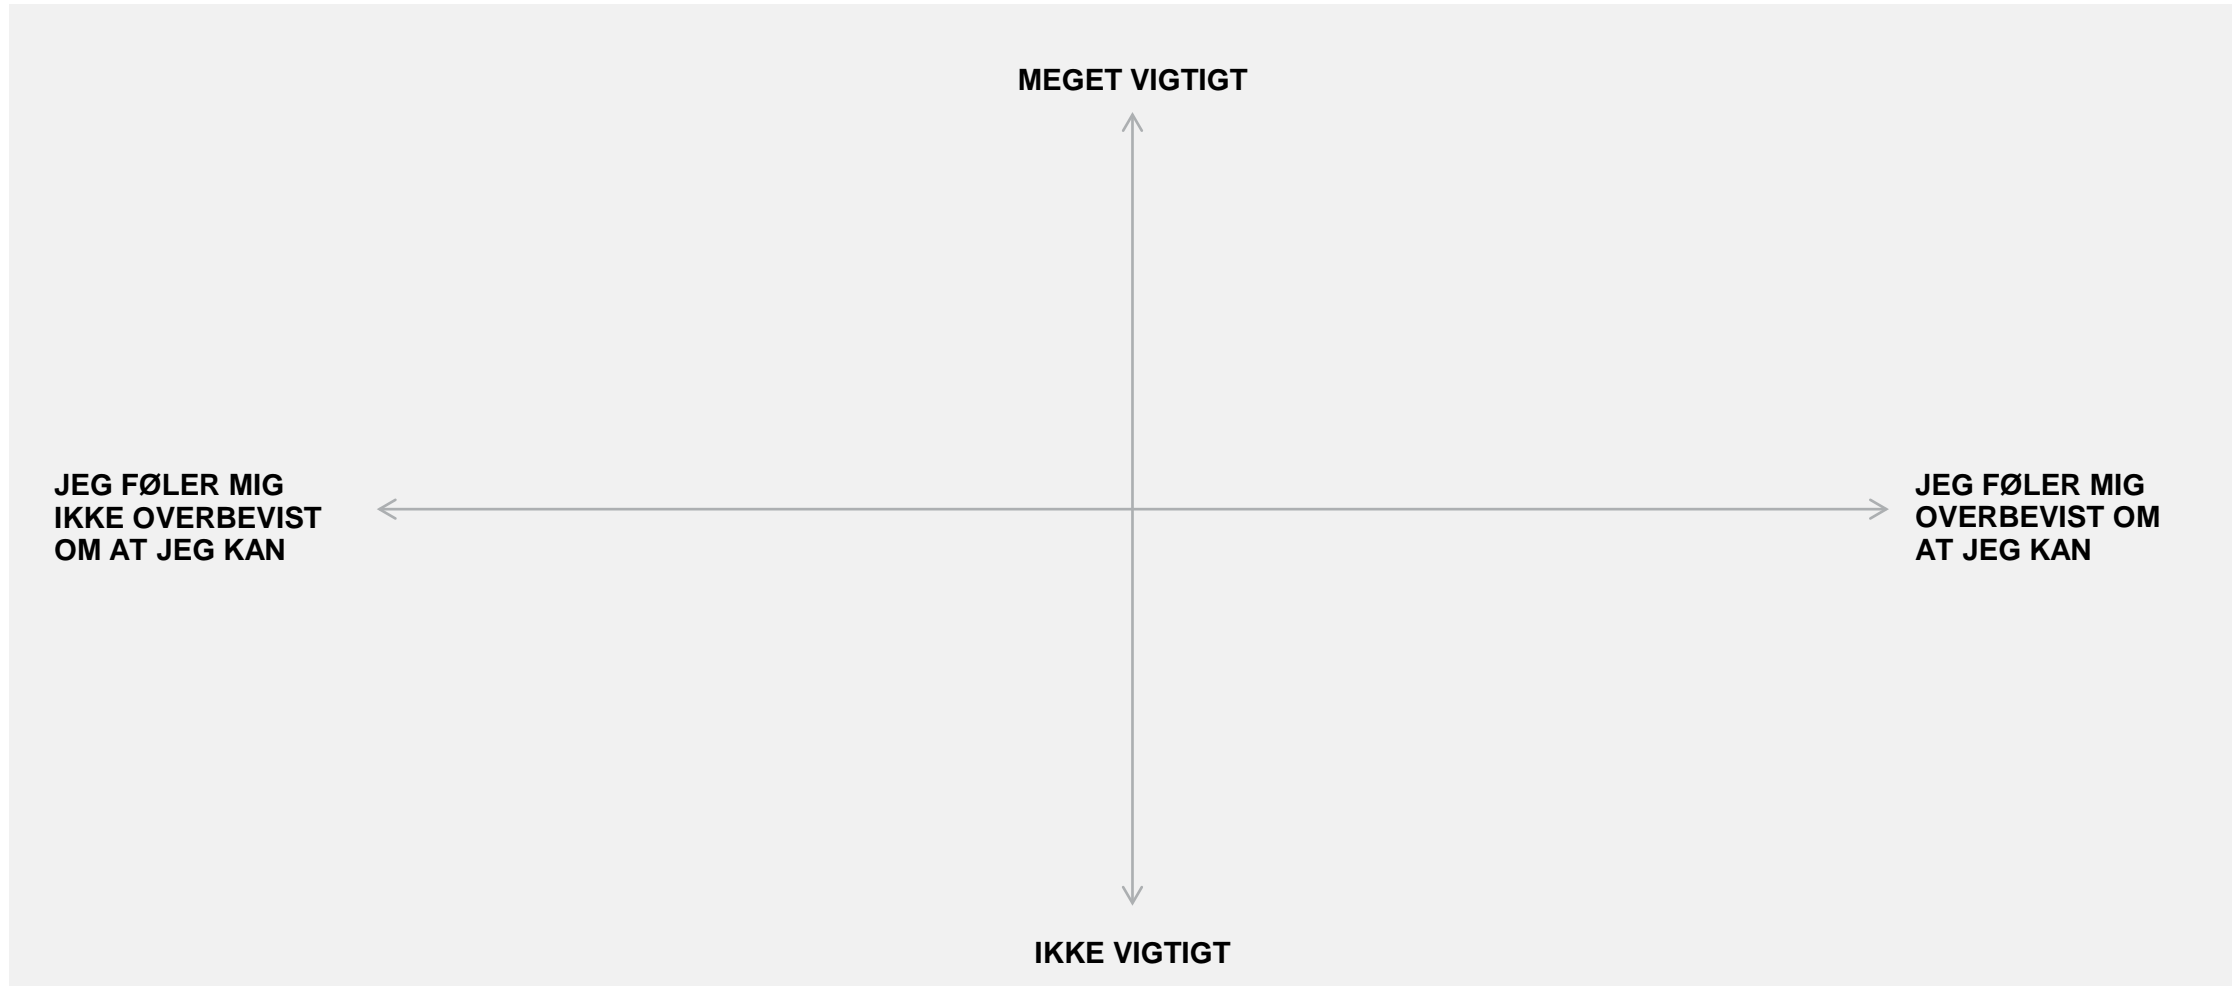 MEGET VIGTIGT
JEG FØLER MIG
IKKE OVERBEVIST
OM AT JEG KAN
JEG FØLER MIG
OVERBEVIST OM
AT JEG KAN
IKKE VIGTIGT